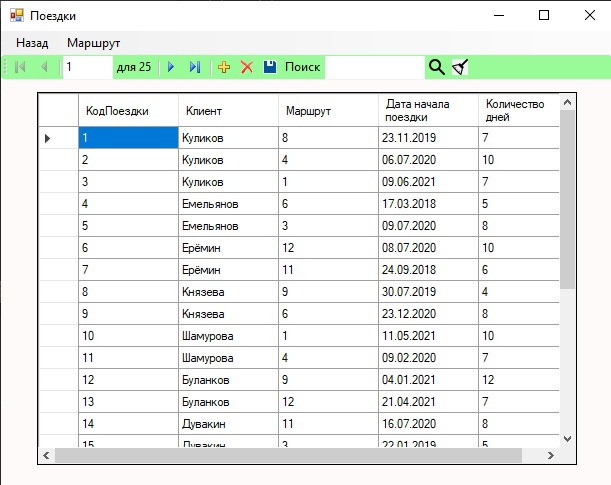 Поездки
Назад Маршрут
1 для 25 Поиск
КодПоездки Клиент Маршрут Дата начала поездки Количество дней
1 Куликов 8 23.11.2019 7
2 Куликов 4 06.07.2020 10
3 Куликов 1 09.06.2021 7
4 Емельянов 6 17.03.2018 5
5 Емельянов 3 09.07.2020 8
6 Ерёмин 12 08.07.2020 10
7 Ерёмин 11 24.09.2018 6
8 Князева 9 30.07.2019 4
9 Князева 6 23.12.2020 8
10 Шамурова 1 11.05.2021 10
11 Шамурова 4 09.02.2020 7
12 Буланков 9 04.01.2021 12
13 Буланков 12 21.04.2021 7
14 Дувакин 11 16.07.2020 8
15 Дувакин 3 22.01.2019 5